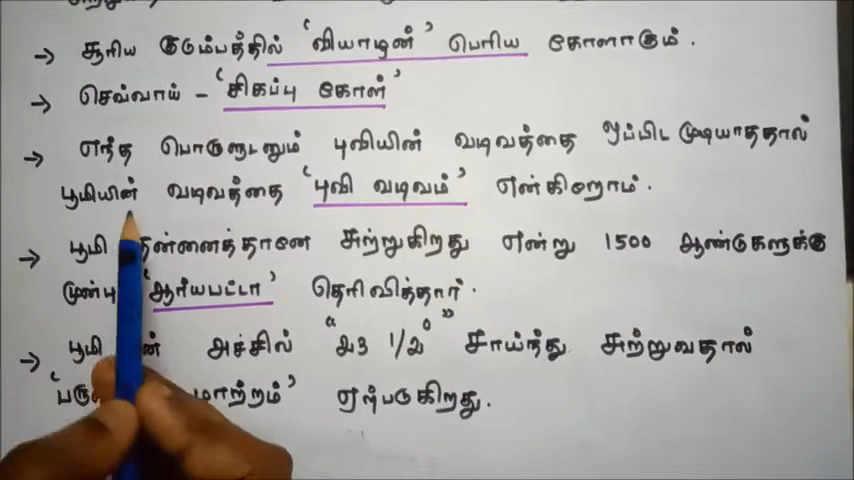 → சூரிய குடும்பத்தில் 'வியாழன்' பெரிய கோளாகும்.
→ செவ்வாய் - 'சிகப்பு கோள்'
→ எந்த பொருளுடனும் புவியின் வடிவத்தை ஒப்பிட முடியாததால்
பூமியின் வடிவத்தை 'புவி வடிவம்' என்கிறோம்.
→ பூமி தன்னைத்தானே சுற்றுகிறது என்று 1500 ஆண்டுகளுக்கு
முன்பு 'ஆரியபட்டா' தெரிவித்தார்.
→ பூமி அச்சில் "23 1/2°" சாய்ந்து சுற்றுவதால்
மாற்றம்' ஏற்படுகிறது.